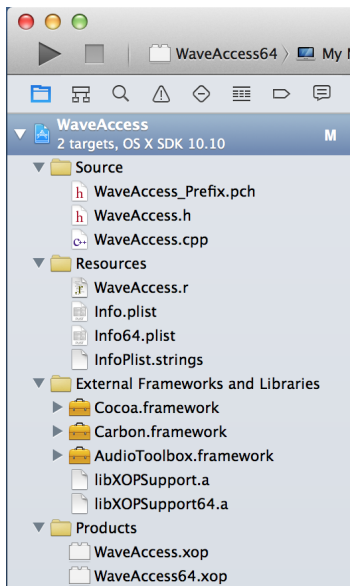 WaveAccess64 〉 My M
WaveAccess
2 targets, OS X SDK 10.10
M
Source
h WaveAccess_Prefix.pch
h WaveAccess.h
C++ WaveAccess.cpp
Resources
.r WaveAccess.r
Info.plist
Info64.plist
InfoPlist.strings
External Frameworks and Libraries
Cocoa.framework
Carbon.framework
AudioToolbox.framework
libXOPSupport.a
libXOPSupport64.a
Products
WaveAccess.xop
WaveAccess64.xop